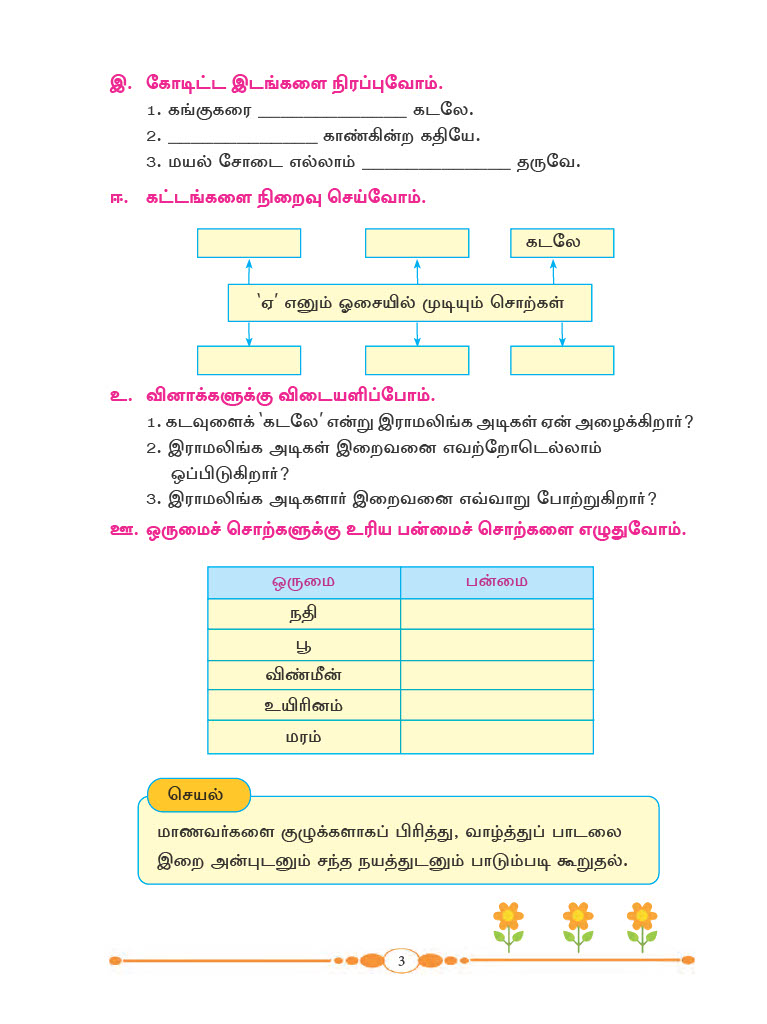 இ. கோடிட்ட இடங்களை நிரப்புவோம்.
1. கங்குகரை ________________ கடலே.
2. ________________ காண்கின்ற கதியே.
3. மயல் சோடை எல்லாம் ________________ தருவே.
ஈ. கட்டங்களை நிறைவு செய்வோம்.
கடலே
'ஏ' எனும் ஓசையில் முடியும் சொற்கள்
உ. வினாக்களுக்கு விடையளிப்போம்.
1. கடவுளைக் 'கடலே' என்று இராமலிங்க அடிகள் ஏன் அழைக்கிறார்?
2. இராமலிங்க அடிகள் இறைவனை எவற்றோடெல்லாம்
ஒப்பிடுகிறார்?
3. இராமலிங்க அடிகளார் இறைவனை எவ்வாறு போற்றுகிறார்?
ஊ. ஒருமைச் சொற்களுக்கு உரிய பன்மைச் சொற்களை எழுதுவோம்.
ஒருமை பன்மை
நதி
பூ
விண்மீன்
உயிரினம்
மரம்
செயல்
மாணவர்களை குழுக்களாகப் பிரித்து, வாழ்த்துப் பாடலை
இறை அன்புடனும் சந்த நயத்துடனும் பாடும்படி கூறுதல்.
3